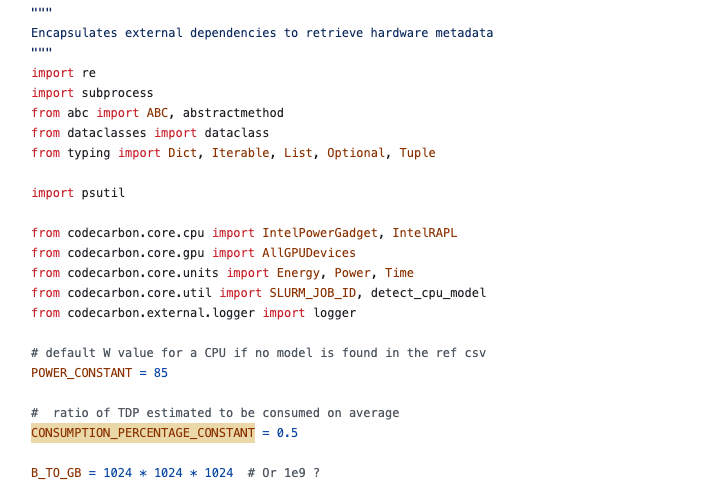 """
Encapsulates external dependencies to retrieve hardware metadata
"""
import re
import subprocess
from abc import ABC, abstractmethod
from dataclasses import dataclass
from typing import Dict, Iterable, List, Optional, Tuple
import psutil
from codecarbon.core.cpu import IntelPowerGadget, IntelRAPL
from codecarbon.core.gpu import AllGPUDevices
from codecarbon.core.units import Energy, Power, Time
from codecarbon.core.util import SLURM_JOB_ID, detect_cpu_model
from codecarbon.external.logger import logger
# default W value for a CPU if no model is found in the ref csv
POWER_CONSTANT = 85
#  ratio of TDP estimated to be consumed on average
CONSUMPTION_PERCENTAGE_CONSTANT = 0.5
B_TO_GB = 1024 * 1024 * 1024  # Or 1e9 ?